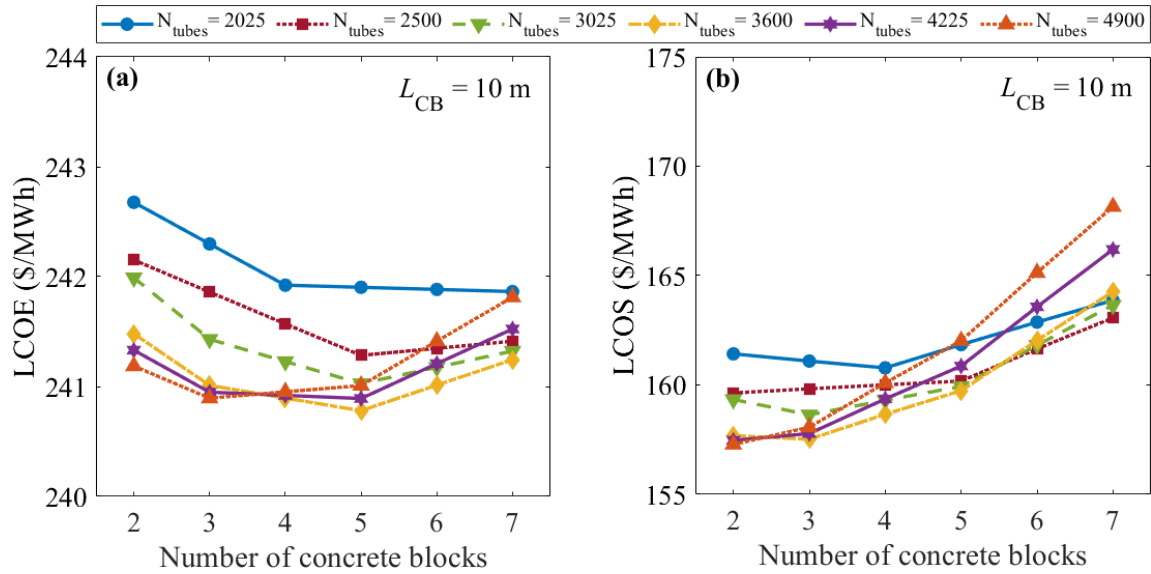 N_tubes = 2025 N_tubes = 2500 N_tubes = 3025 N_tubes = 3600 N_tubes = 4225 N_tubes = 4900
(a)
L_CB = 10 m
244
243
242
241
240
LCOE ($/MWh)
2 3 4 5 6 7
Number of concrete blocks
(b)
L_CB = 10 m
175
170
165
160
155
LCOS ($/MWh)
2 3 4 5 6 7
Number of concrete blocks